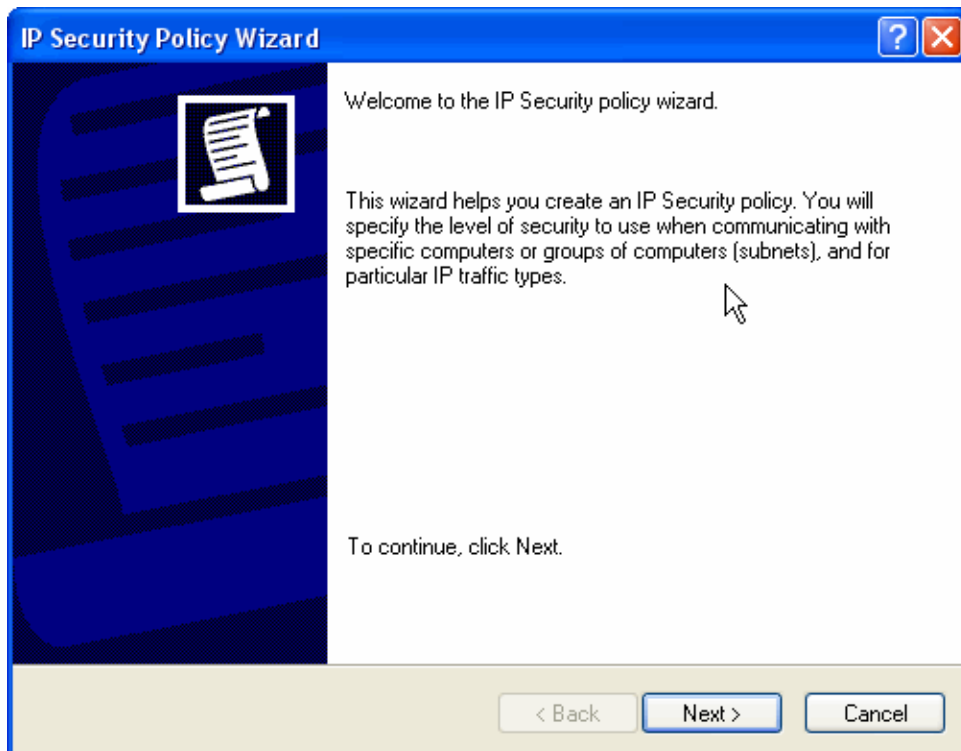 IP Security Policy Wizard
Welcome to the IP Security policy wizard.
This wizard helps you create an IP Security policy. You will
specify the level of security to use when communicating with
specific computers or groups of computers (subnets), and for
particular IP traffic types.
To continue, click Next.
< Back
Next >
Cancel